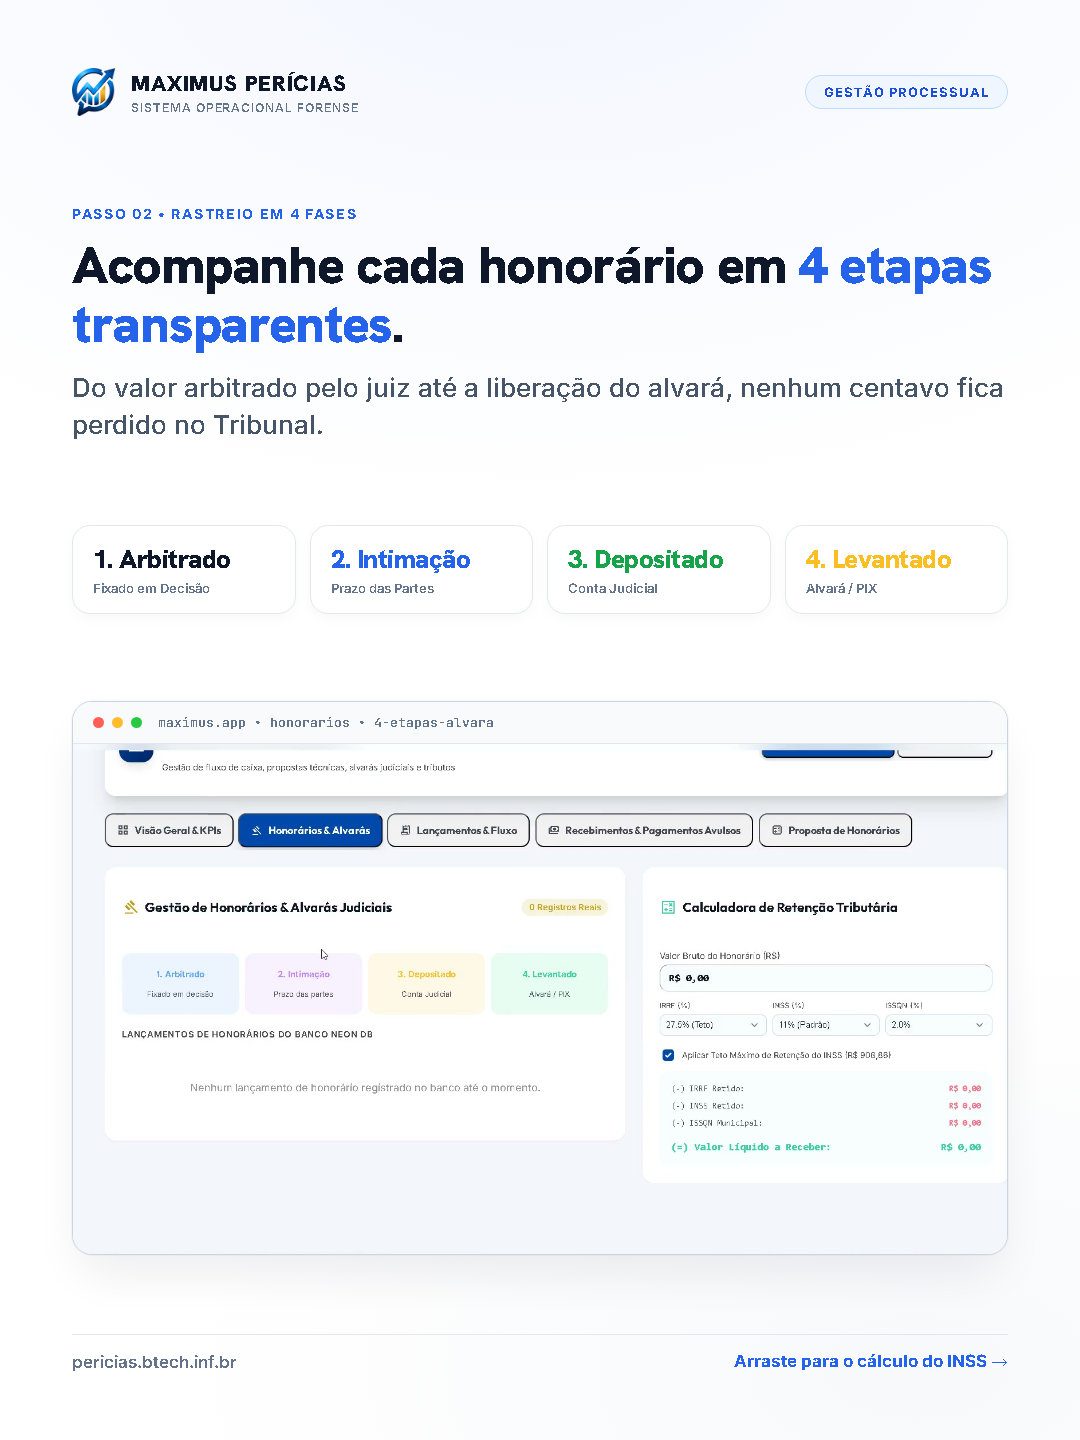 MAXIMUS PERÍCIAS
SISTEMA OPERACIONAL FORENSE
GESTÃO PROCESSUAL
PASSO 02 • RASTREIO EM 4 FASES
Acompanhe cada honorário em 4 etapas
transparentes.
Do valor arbitrado pelo juiz até a liberação do alvará, nenhum centavo fica
perdido no Tribunal.
1. Arbitrado
Fixado em Decisão
2. Intimação
Prazo das Partes
3. Depositado
Conta Judicial
4. Levantado
Alvará / PIX
maximus.app • honorarios • 4-etapas-alvara
Gestão de fluxo de caixa, propostas técnicas, alvarás judiciais e tributos
Visão Geral & KPIs
Honorários & Alvarás
Lançamentos & Fluxo
Recebimentos & Pagamentos Avulsos
Proposta de Honorários
Gestão de Honorários & Alvarás Judiciais
0 Registros Reais
1. Arbitrado
Fixado em decisão
2. Intimação
Prazo das partes
3. Depositado
Conta Judicial
4. Levantado
Alvará / PIX
LANÇAMENTOS DE HONORÁRIOS DO BANCO NEON DB
Nenhum lançamento de honorário registrado no banco até o momento.
Calculadora de Retenção Tributária
Valor Bruto do Honorário (R$)
R$ 0,00
IRRF (%)
INSS (%)
ISSQN (%)
27.5% (Teto)
11% (Padrão)
2.0%
Aplicar Teto Máximo de Retenção do INSS (R$ 908,86)
(-) IRRF Retido: R$ 0,00
(-) INSS Retido: R$ 0,00
(-) ISSQN Municipal: R$ 0,00
(=) Valor Líquido a Receber: R$ 0,00
pericias.btech.inf.br
Arraste para o cálculo do INSS →